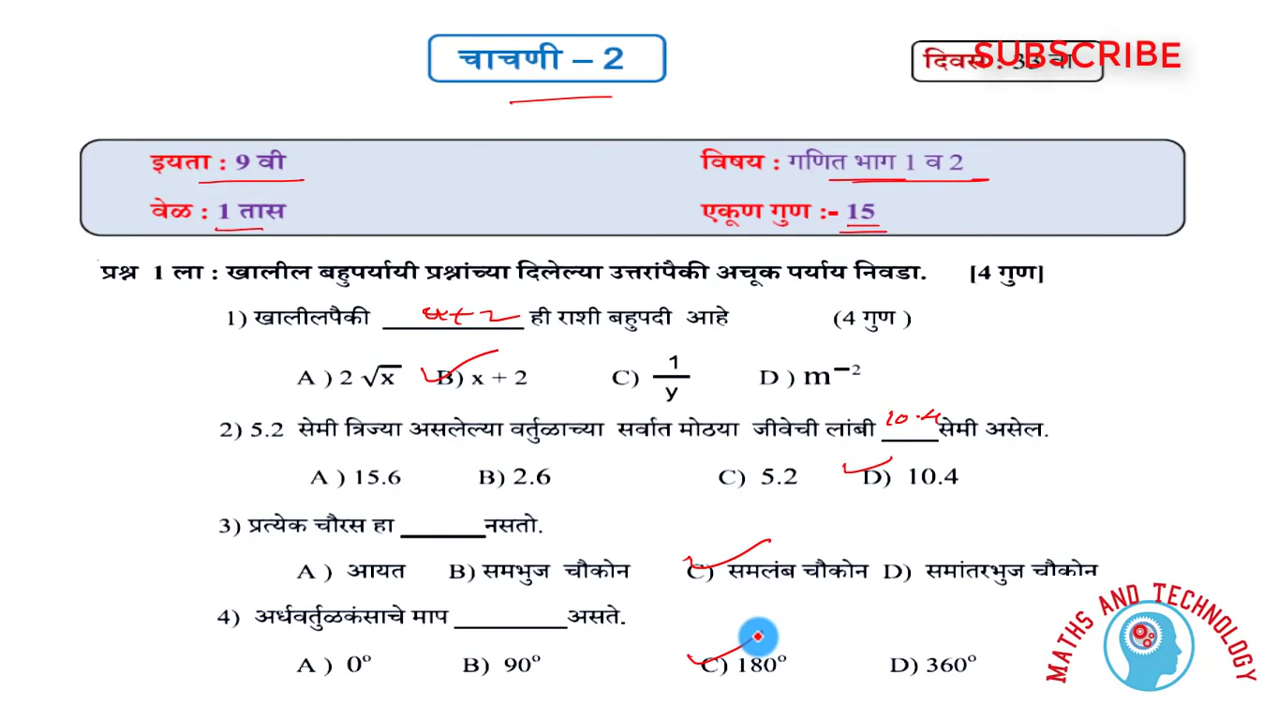 चाचणी – 2
दिवस : 33 वा
SUBSCRIBE
इयता : 9 वी
विषय : गणित भाग 1 व 2
वेळ : 1 तास
एकूण गुण :- 15
प्रश्न 1 ला : खालील बहुपर्यायी प्रश्नांच्या दिलेल्या उत्तरांपैकी अचूक पर्याय निवडा. [4 गुण]
1) खालीलपैकी x+2 ही राशी बहुपदी आहे (4 गुण )
A ) 2 √x B) x + 2 C) 1/y D ) m⁻²
2) 5.2 सेमी त्रिज्या असलेल्या वर्तुळाच्या सर्वात मोठया जीवेची लांबी 10.4 सेमी असेल.
A ) 15.6 B) 2.6 C) 5.2 D) 10.4
3) प्रत्येक चौरस हा ______ नसतो.
A ) आयत B) समभुज चौकोन C) समलंब चौकोन D) समांतरभुज चौकोन
4) अर्धवर्तुळकंसाचे माप ________ असते.
A ) 0° B) 90° C) 180° D) 360°
MATHS AND TECHNOLOGY